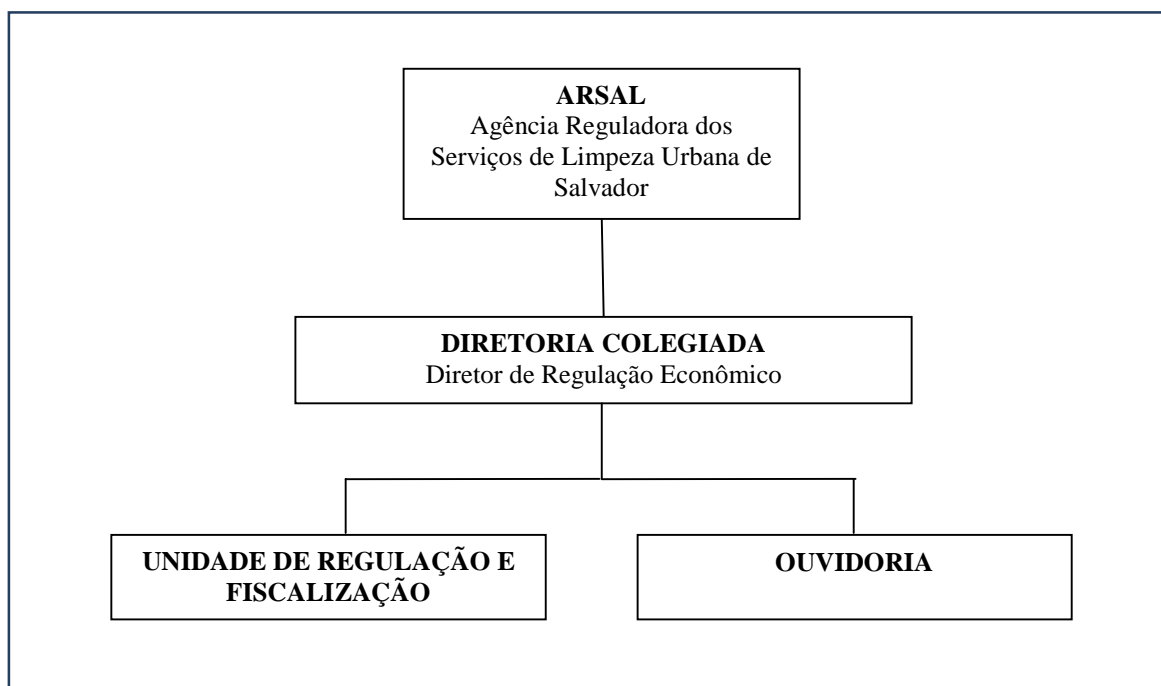 ARSAL
Agência Reguladora dos
Serviços de Limpeza Urbana de
Salvador
DIRETORIA COLEGIADA
Diretor de Regulação Econômico
UNIDADE DE REGULAÇÃO E
FISCALIZAÇÃO
OUVIDORIA